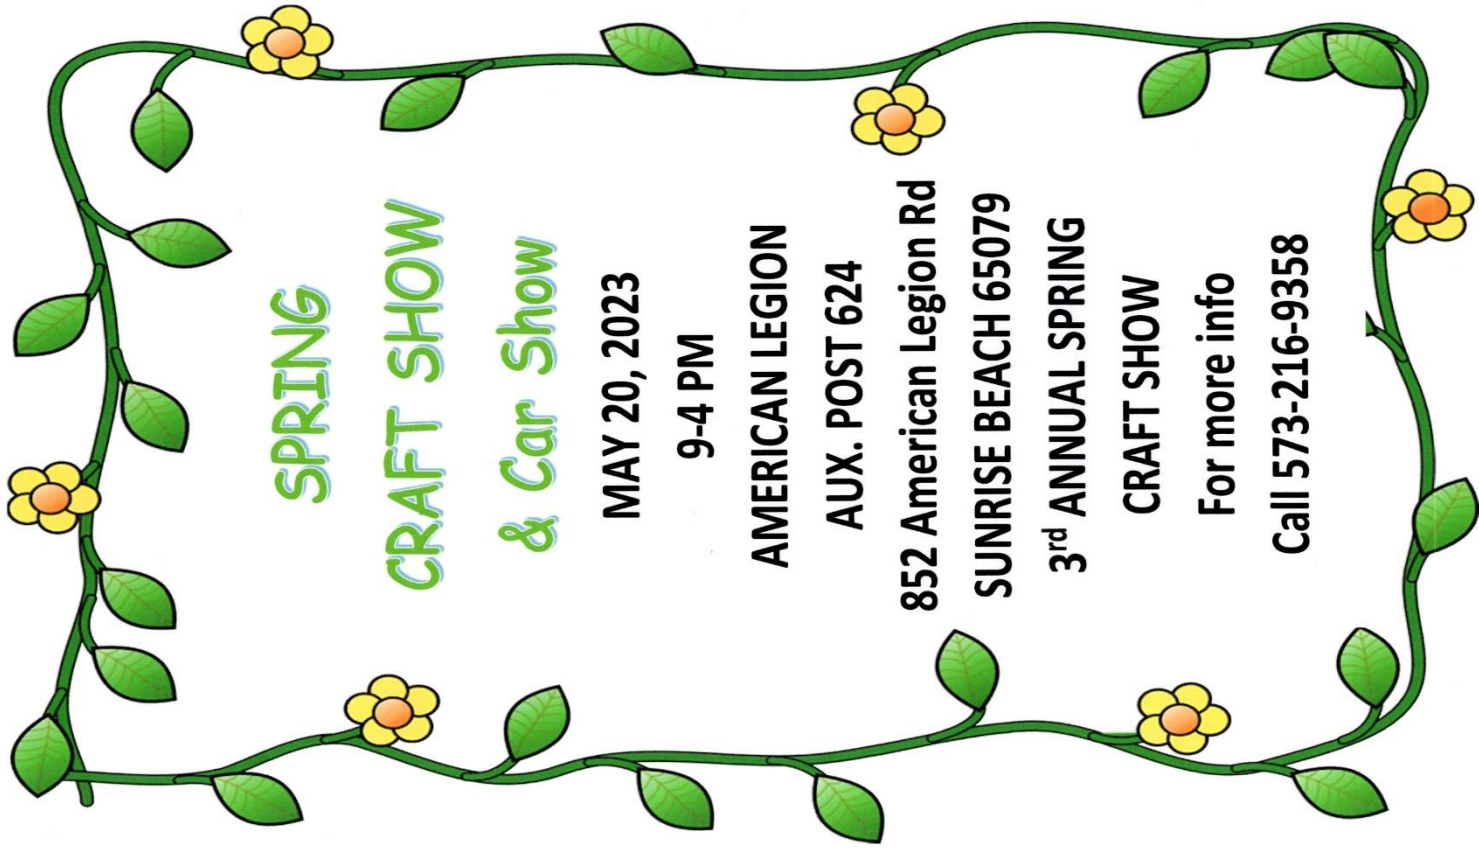 SPRING
CRAFT SHOW
& Car Show
MAY 20, 2023
9-4 PM
AMERICAN LEGION
AUX. POST 624
852 American Legion Rd
SUNRISE BEACH 65079
3rd ANNUAL SPRING
CRAFT SHOW
For more info
Call 573-216-9358